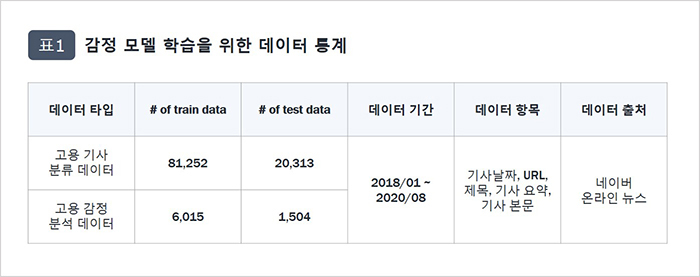 표1 감정 모델 학습을 위한 데이터 통계
데이터 타입 # of train data # of test data 데이터 기간 데이터 항목 데이터 출처
고용 기사
분류 데이터
81,252 20,313
고용 감정
분석 데이터
6,015 1,504
2018/01 ~
2020/08
기사날짜, URL,
제목, 기사 요약,
기사 본문
네이버
온라인 뉴스